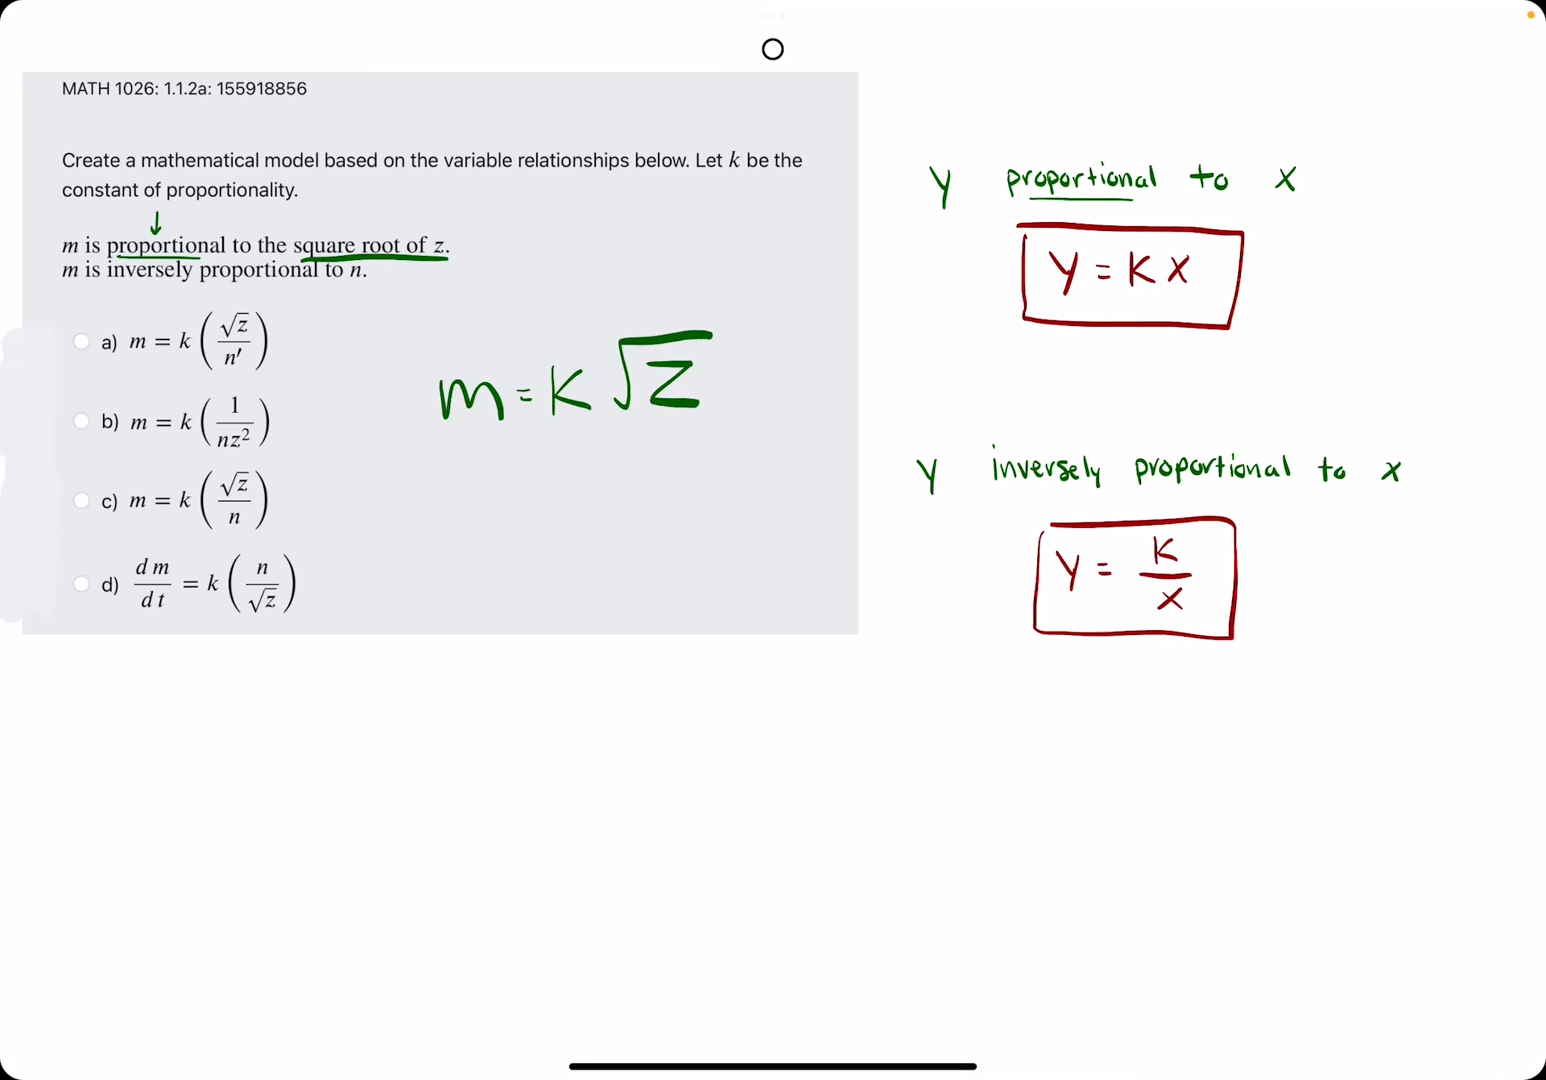 MATH 1026: 1.1.2a: 155918856
Create a mathematical model based on the variable relationships below. Let k be the
constant of proportionality.
m is proportional to the square root of z.
m is inversely proportional to n.
a) m = k (√z / n′)
b) m = k (1 / nz²)
c) m = k (√z / n)
d) dm/dt = k (n / √z)
m = k √z
y proportional to x
y = k x
y inversely proportional to x
y = k / x